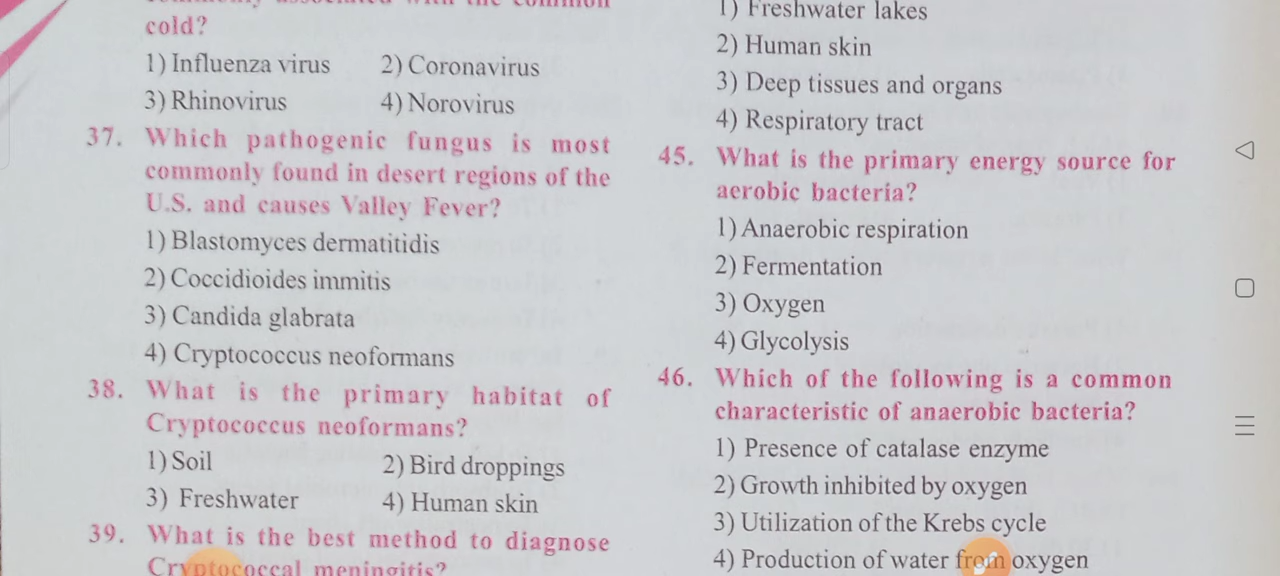 cold?
1) Influenza virus 2) Coronavirus
3) Rhinovirus 4) Norovirus
37. Which pathogenic fungus is most
commonly found in desert regions of the
U.S. and causes Valley Fever?
1) Blastomyces dermatitidis
2) Coccidioides immitis
3) Candida glabrata
4) Cryptococcus neoformans
38. What is the primary habitat of
Cryptococcus neoformans?
1) Soil 2) Bird droppings
3) Freshwater 4) Human skin
39. What is the best method to diagnose
Cryptococcal meningitis?
1) Freshwater lakes
2) Human skin
3) Deep tissues and organs
4) Respiratory tract
45. What is the primary energy source for
aerobic bacteria?
1) Anaerobic respiration
2) Fermentation
3) Oxygen
4) Glycolysis
46. Which of the following is a common
characteristic of anaerobic bacteria?
1) Presence of catalase enzyme
2) Growth inhibited by oxygen
3) Utilization of the Krebs cycle
4) Production of water from oxygen